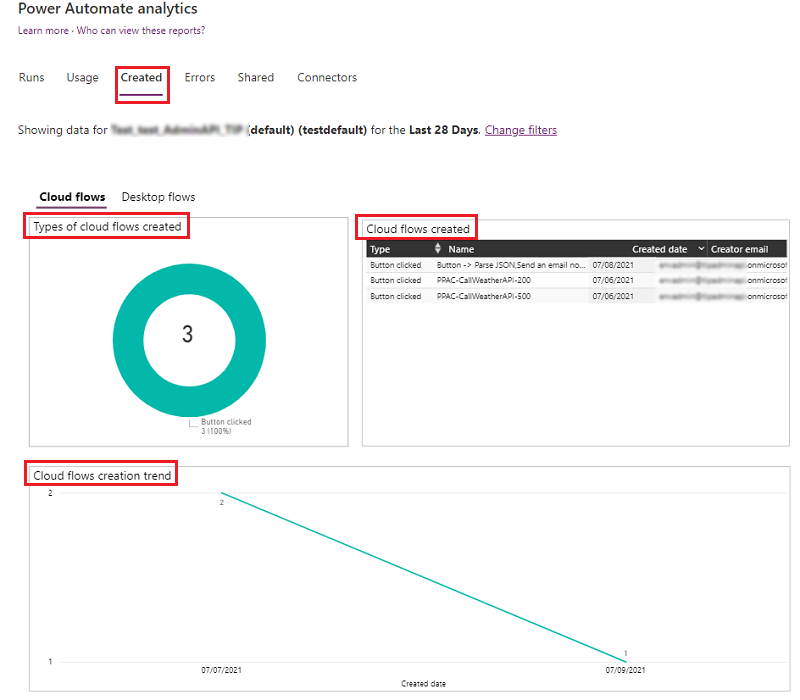 Power Automate analytics
Learn more · Who can view these reports?
Runs Usage Created Errors Shared Connectors
Showing data for (default) (testdefault) for the Last 28 Days. Change filters
Cloud flows Desktop flows
Types of cloud flows created
3
Button clicked
3 (100%)
Cloud flows created
Type Name Created date Creator email
Button clicked Button -> Parse JSON,Send an email no... 07/08/2021 onmicrosof
Button clicked PPAC-CallWeatherAPI-200 07/06/2021 onmicrosof
Button clicked PPAC-CallWeatherAPI-500 07/06/2021 onmicrosof
Cloud flows creation trend
2
2
1
1
07/07/2021 07/09/2021
Created date